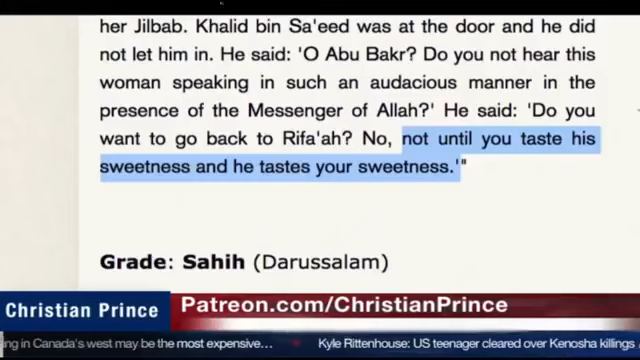 her Jilbab. Khalid bin Sa'eed was at the door and he did
not let him in. He said: 'O Abu Bakr? Do you not hear this
woman speaking in such an audacious manner in the
presence of the Messenger of Allah?' He said: 'Do you
want to go back to Rifa'ah? No, not until you taste his
sweetness and he tastes your sweetness.'"
Grade: Sahih (Darussalam)
Christian Prince
Patreon.com/ChristianPrince
ing in Canada's west may be the most expensive... Kyle Rittenhouse: US teenager cleared over Kenosha killings